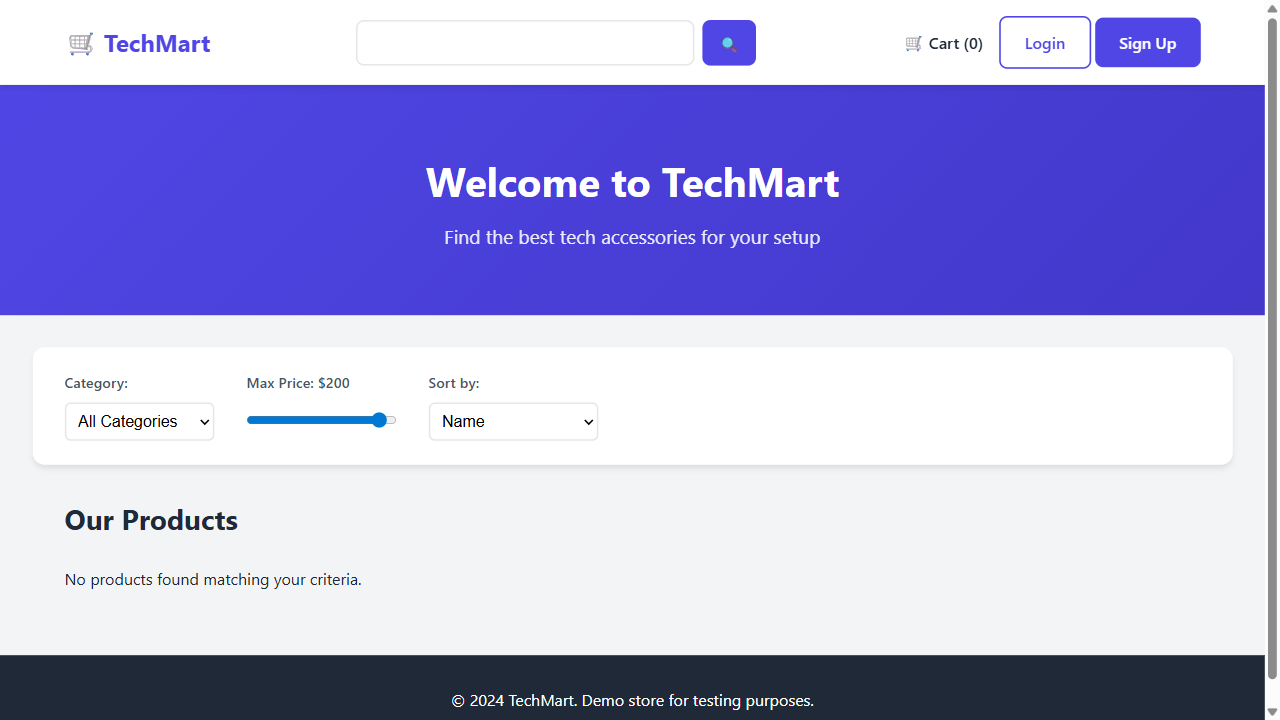 TechMart
Cart (0)
Login
Sign Up
Welcome to TechMart
Find the best tech accessories for your setup
Category:
Max Price: $200
Sort by:
All Categories
Name
Our Products
No products found matching your criteria.
© 2024 TechMart. Demo store for testing purposes.